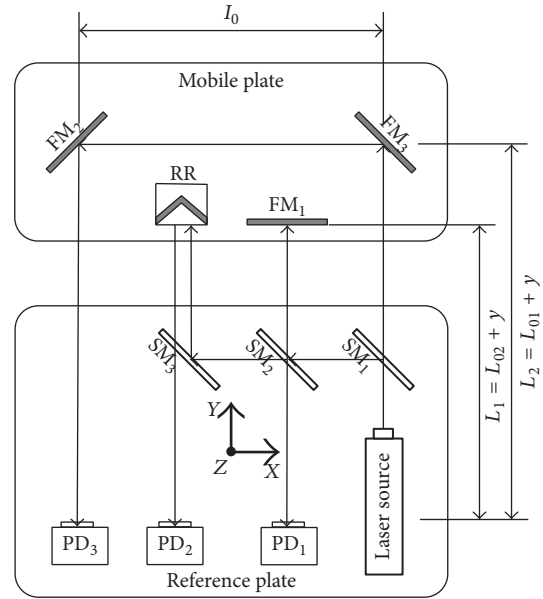 I0
Mobile plate
FM2
FM3
RR
FM1
SM3
SM2
SM1
L1 = L02 + y
L2 = L01 + y
Y
Z
X
PD3
PD2
PD1
Laser source
Reference plate